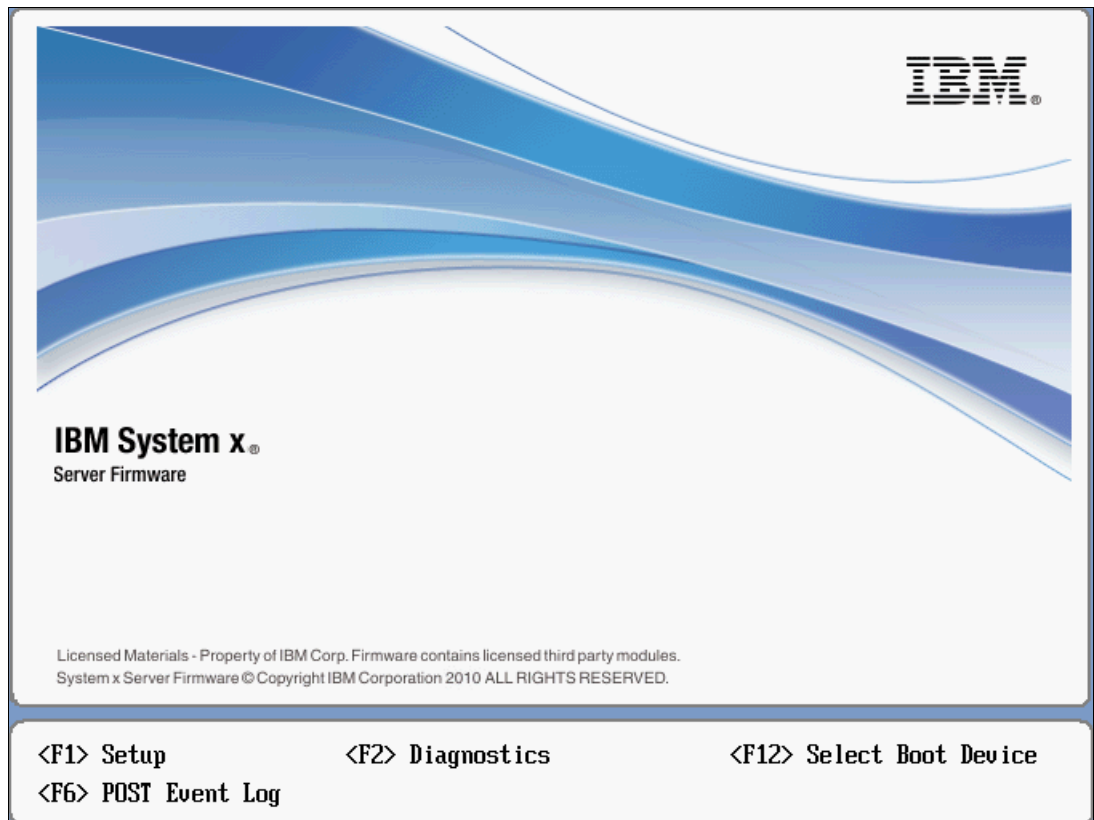 IBM®
IBM System x®
Server Firmware
Licensed Materials - Property of IBM Corp. Firmware contains licensed third party modules.
System x Server Firmware © Copyright IBM Corporation 2010 ALL RIGHTS RESERVED.
<F1> Setup <F2> Diagnostics <F12> Select Boot Device
<F6> POST Event Log